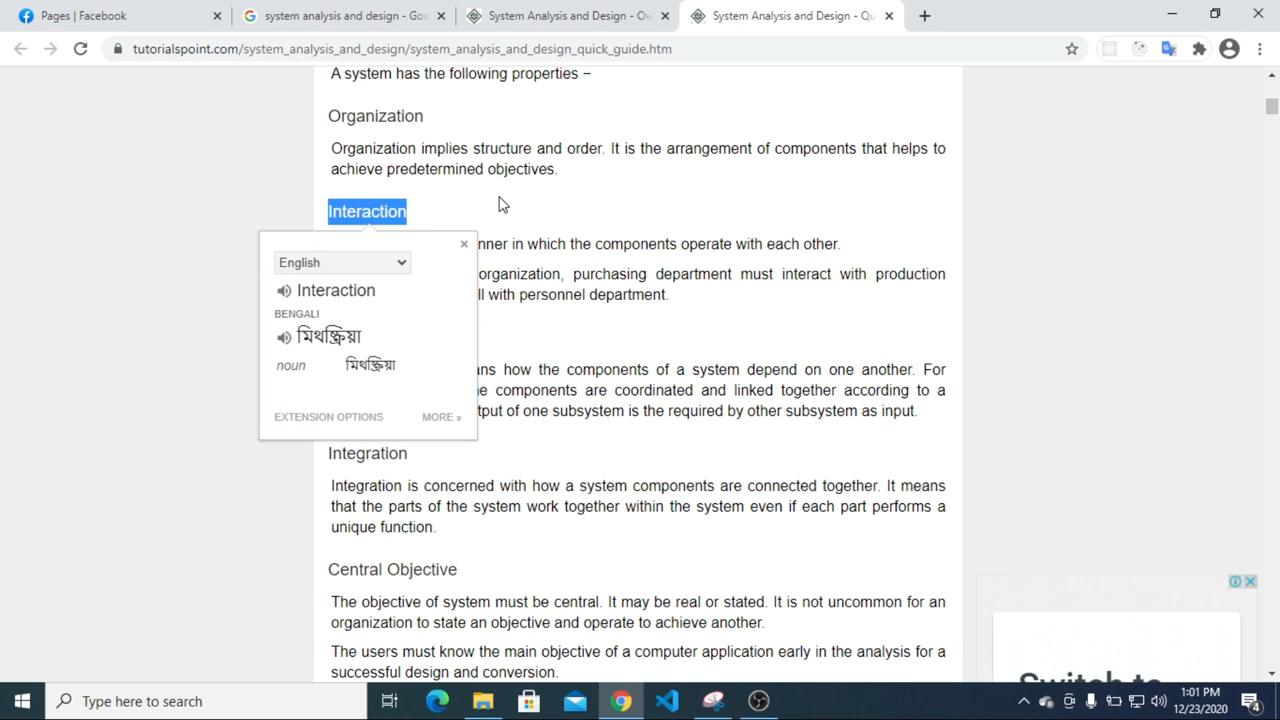 Pages | Facebook
system analysis and design - Goo
System Analysis and Design - Ove
System Analysis and Design - Qu
tutorialspoint.com/system_analysis_and_design/system_analysis_and_design_quick_guide.htm
A system has the following properties −
Organization
Organization implies structure and order. It is the arrangement of components that helps to
achieve predetermined objectives.
Interaction
nner in which the components operate with each other.
organization, purchasing department must interact with production
ll with personnel department.
English
Interaction
BENGALI
মিথষ্ক্রিয়া
noun মিথষ্ক্রিয়া
EXTENSION OPTIONS MORE »
ns how the components of a system depend on one another. For
e components are coordinated and linked together according to a
tput of one subsystem is the required by other subsystem as input.
Integration
Integration is concerned with how a system components are connected together. It means
that the parts of the system work together within the system even if each part performs a
unique function.
Central Objective
The objective of system must be central. It may be real or stated. It is not uncommon for an
organization to state an objective and operate to achieve another.
The users must know the main objective of a computer application early in the analysis for a
successful design and conversion.
Switch to
Type here to search
1:01 PM
12/23/2020
4